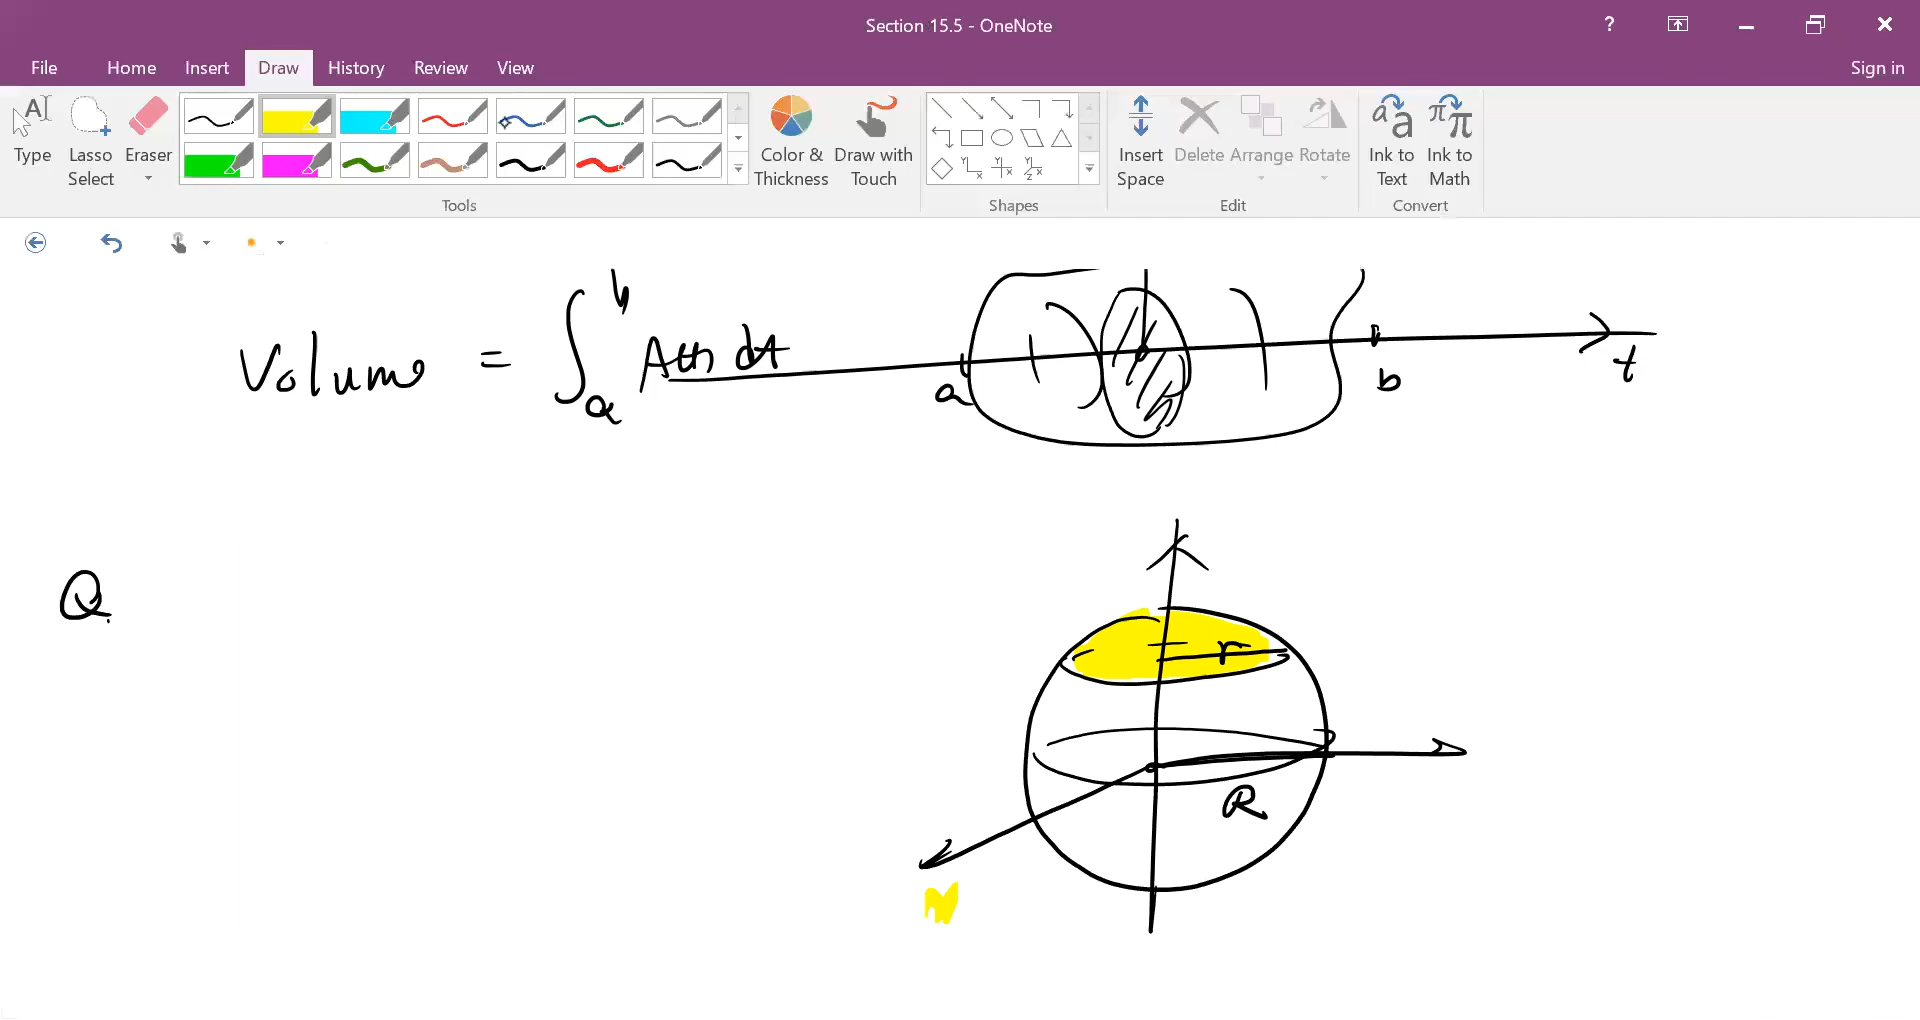 Section 15.5 - OneNote
?
File Home Insert Draw History Review View Sign in
Type
Lasso Select
Eraser
Color & Thickness
Draw with Touch
Insert Space
Delete
Arrange
Rotate
Ink to Text
Ink to Math
Tools Shapes Edit Convert
Volume = ∫ₐᵇ A(t) dt
a b t
Q.
r
R